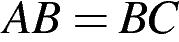 AB = BC